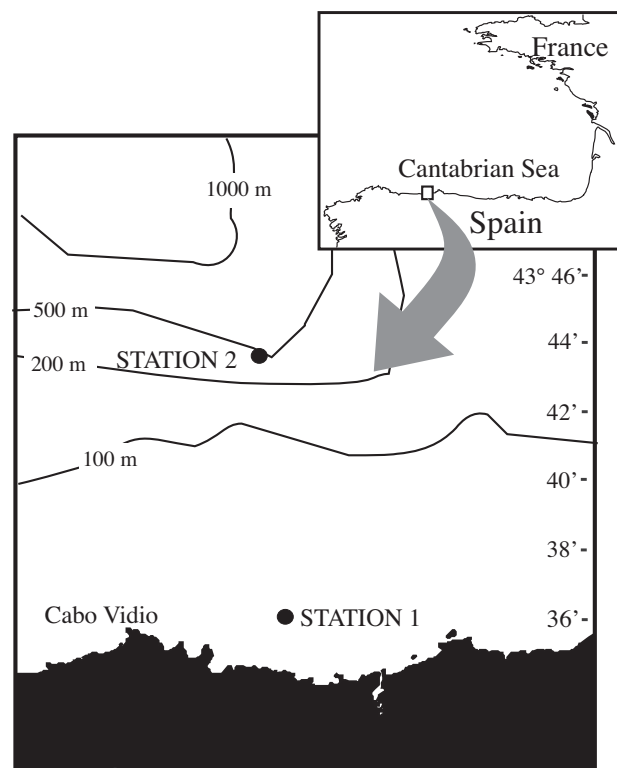 France
Cantabrian Sea
Spain
1000 m
43° 46'
500 m
44'
STATION 2
200 m
42'
100 m
40'
38'
Cabo Vidio
STATION 1
36'